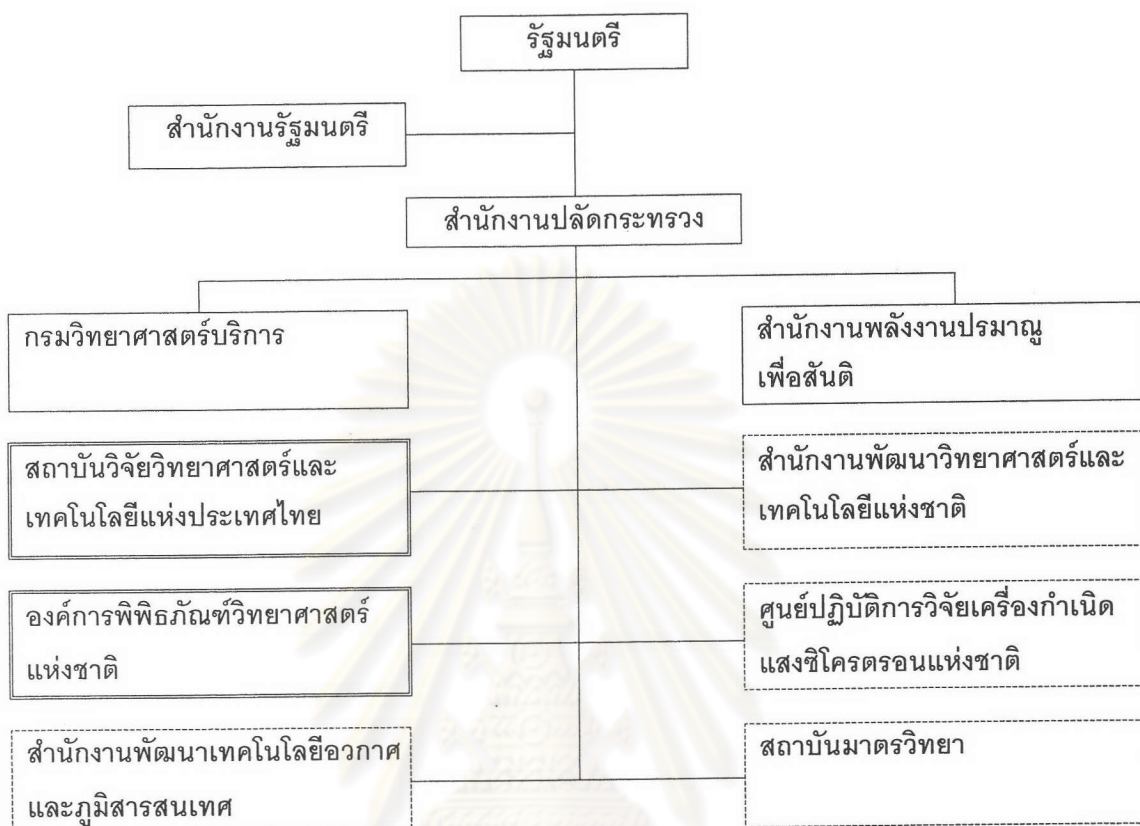 รัฐมนตรี
สำนักงานรัฐมนตรี
สำนักงานปลัดกระทรวง
กรมวิทยาศาสตร์บริการ
สำนักงานพลังงานปรมาณู
เพื่อสันติ
สถาบันวิจัยวิทยาศาสตร์และ
เทคโนโลยีแห่งประเทศไทย
สำนักงานพัฒนาวิทยาศาสตร์และ
เทคโนโลยีแห่งชาติ
องค์การพิพิธภัณฑ์วิทยาศาสตร์
แห่งชาติ
ศูนย์ปฏิบัติการวิจัยเครื่องกำเนิด
แสงซิโครตรอนแห่งชาติ
สำนักงานพัฒนาเทคโนโลยีอวกาศ
และภูมิสารสนเทศ
สถาบันมาตรวิทยา